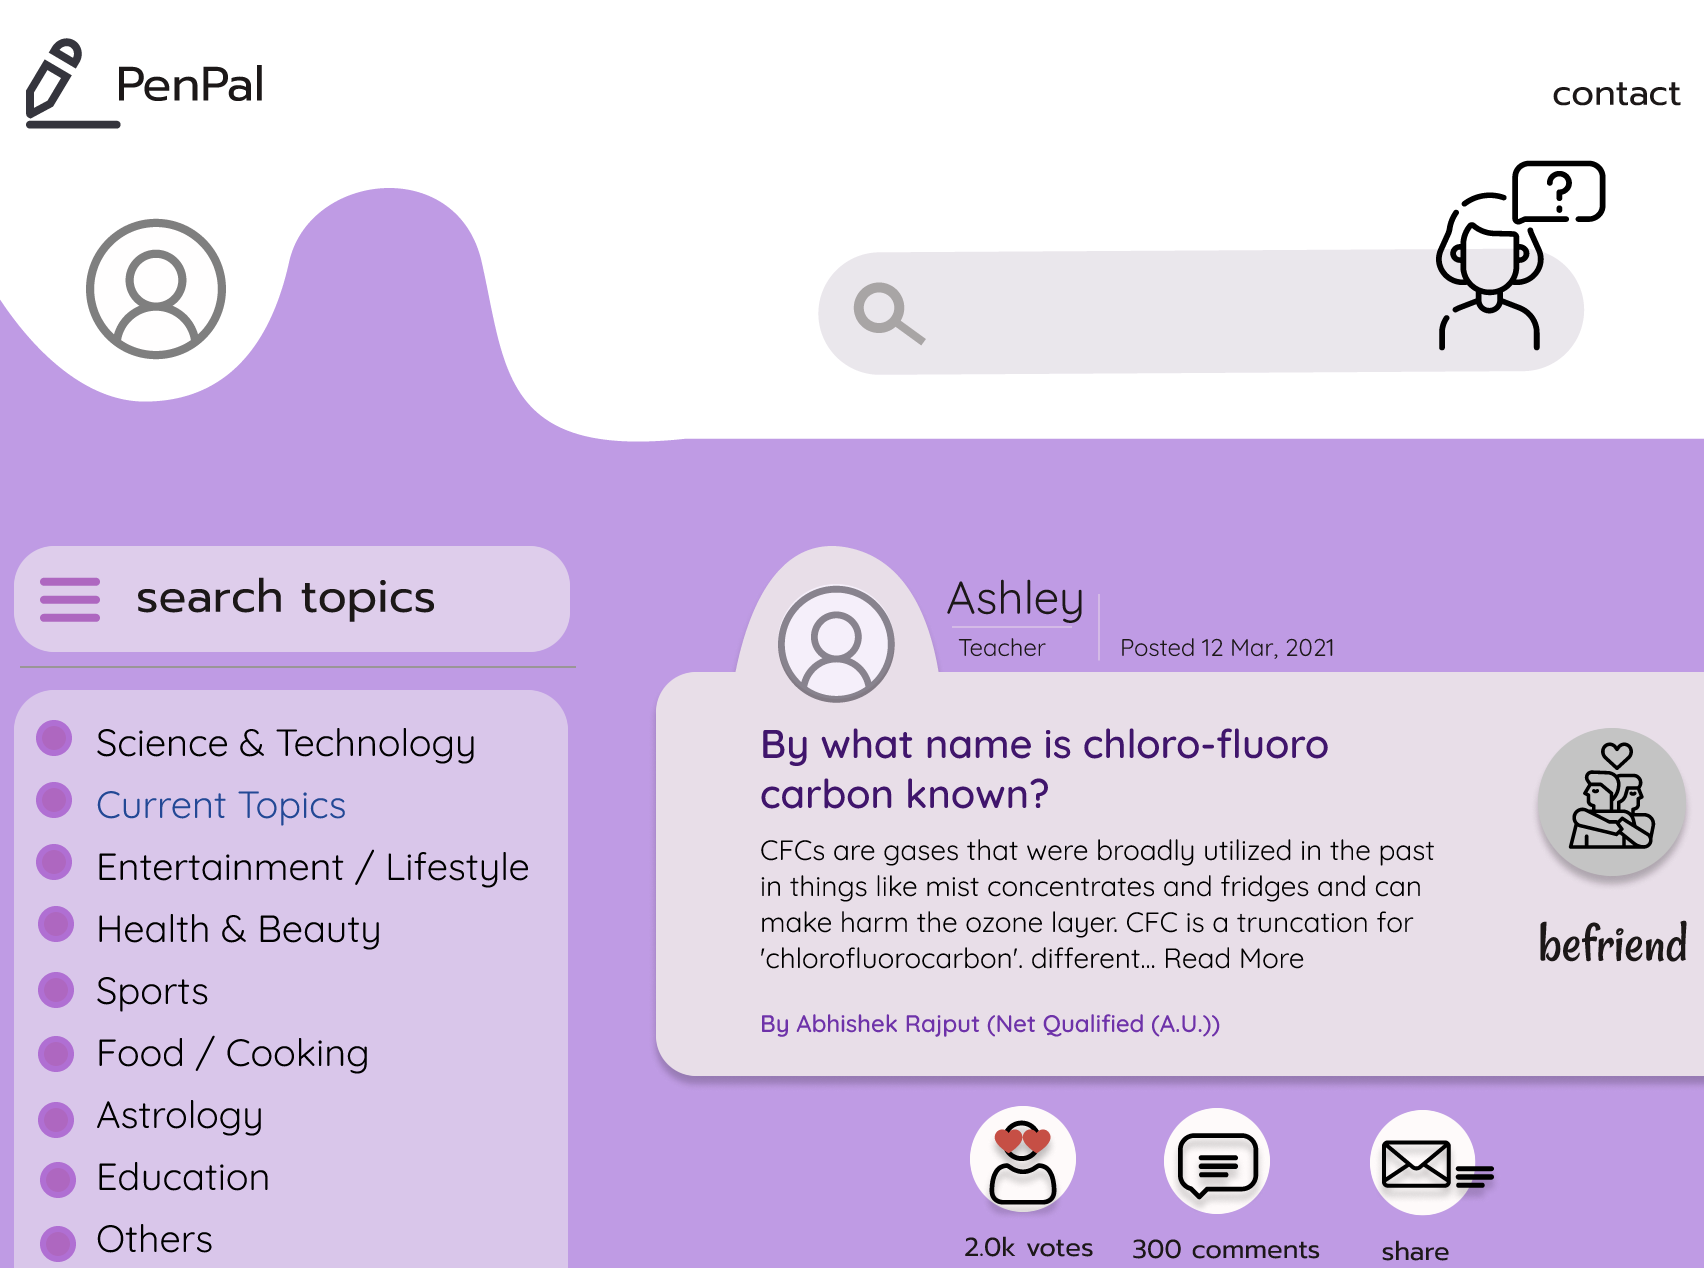 PenPal
contact
?
search topics
Science & Technology
Current Topics
Entertainment / Lifestyle
Health & Beauty
Sports
Food / Cooking
Astrology
Education
Others
Ashley
Teacher
Posted 12 Mar, 2021
By what name is chloro-fluoro
carbon known?
CFCs are gases that were broadly utilized in the past
in things like mist concentrates and fridges and can
make harm the ozone layer. CFC is a truncation for
'chlorofluorocarbon'. different... Read More
By Abhishek Rajput (Net Qualified (A.U.))
befriend
2.0k votes
300 comments
share